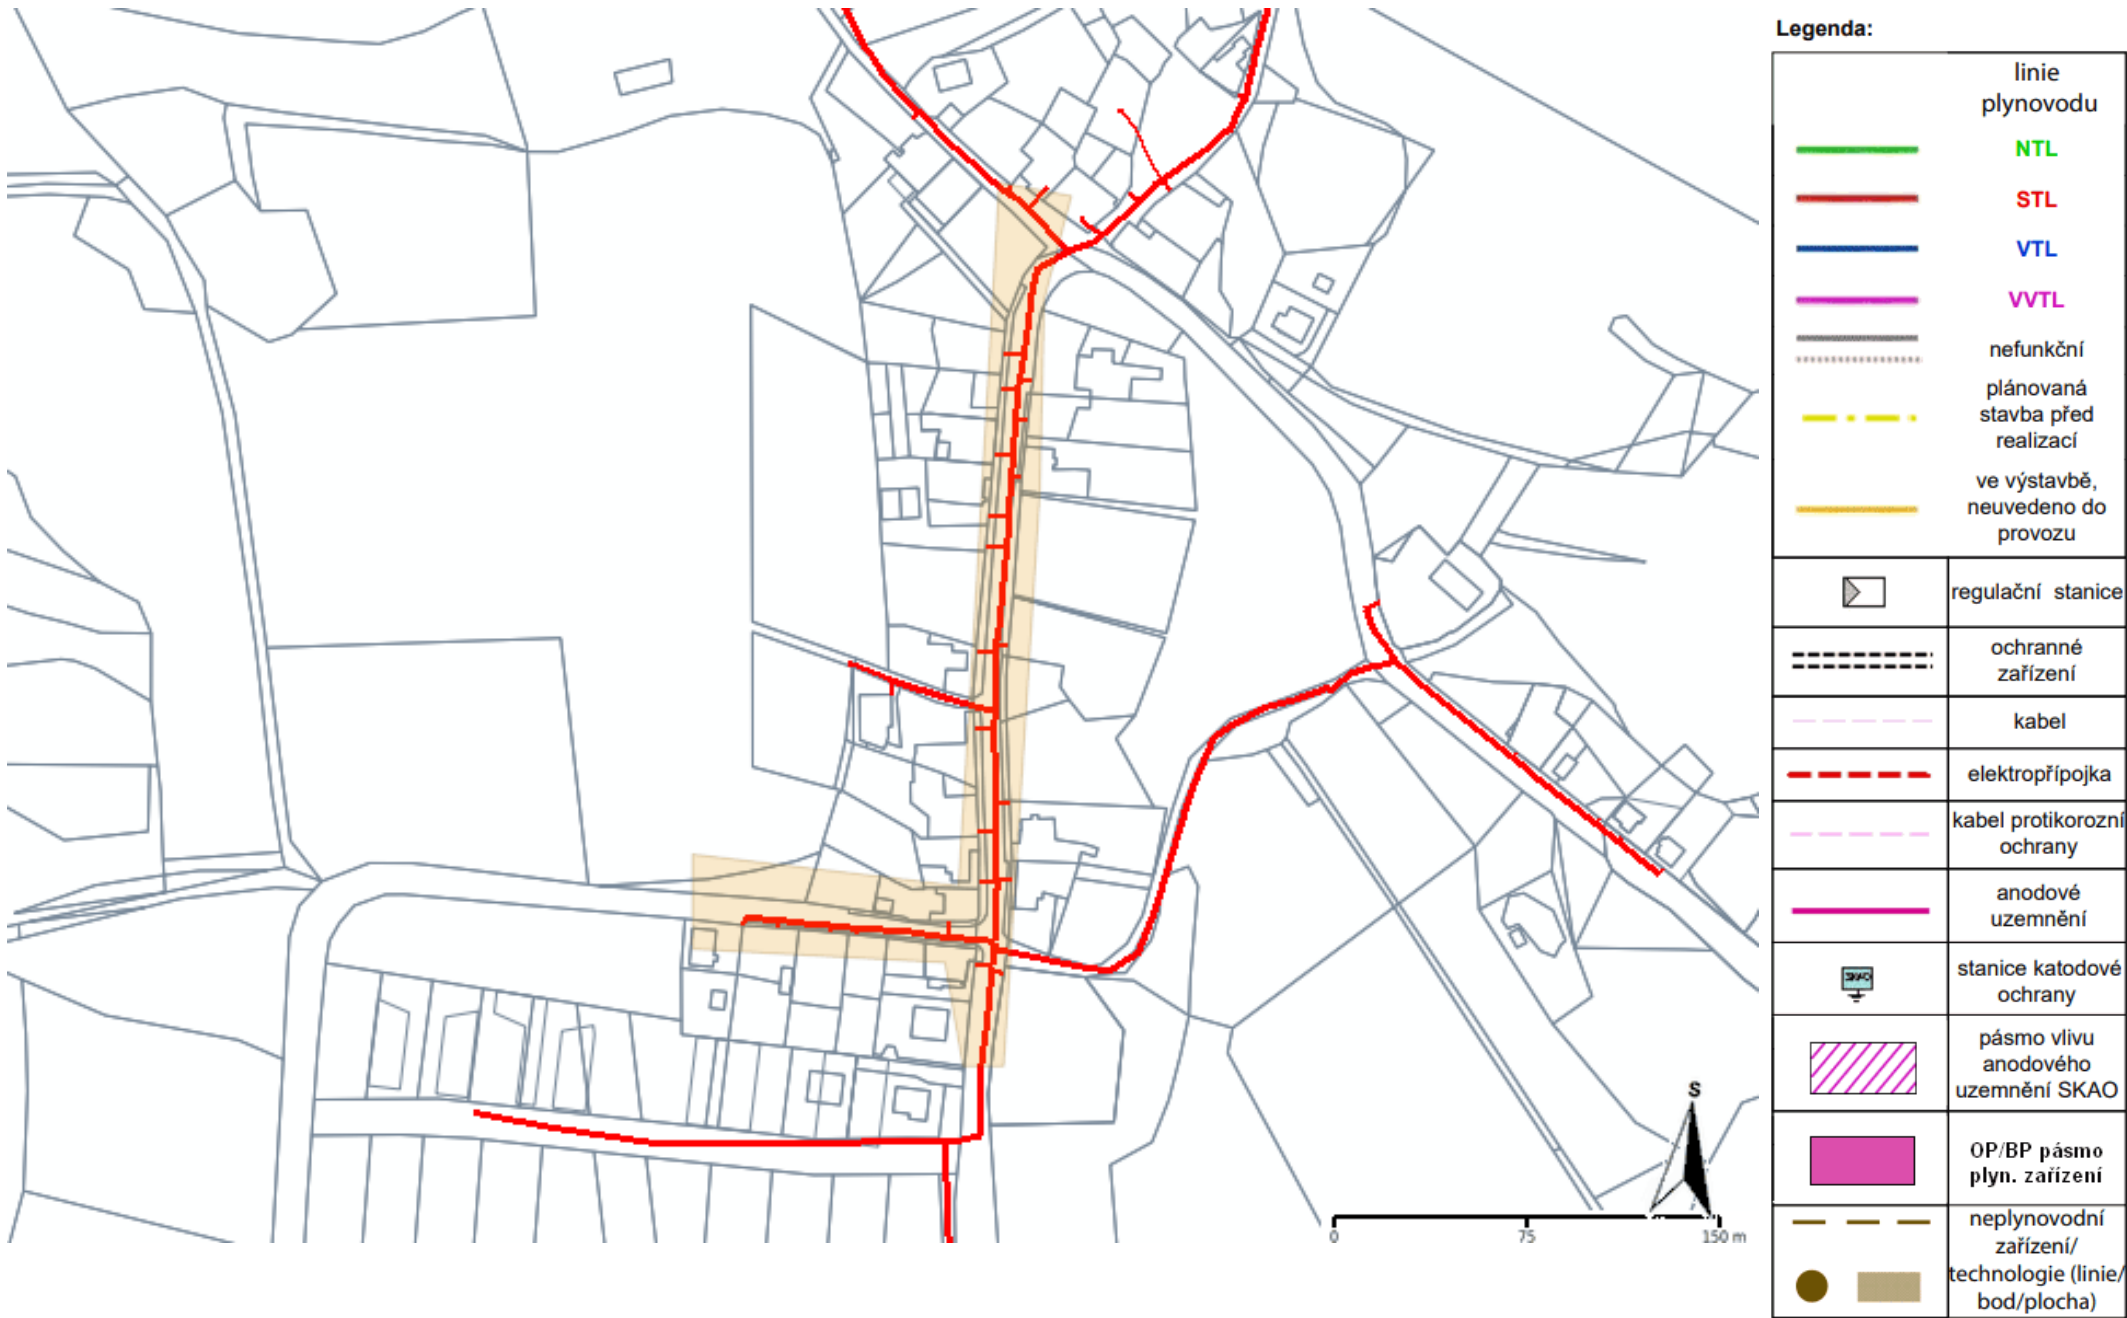 Legenda:
linie
plynovodu
NTL
STL
VTL
VVTL
nefunkční
plánovaná
stavba před
realizací
ve výstavbě,
neuvedeno do
provozu
regulační stanice
ochranné
zařízení
kabel
elektropřípojka
kabel protikorozní
ochrany
anodové
uzemnění
SKAO
stanice katodové
ochrany
pásmo vlivu
anodového
uzemnění SKAO
OP/BP pásmo
plyn. zařízení
neplynovodní
zařízení/
technologie (linie/
bod/plocha)
S
0 75 150 m